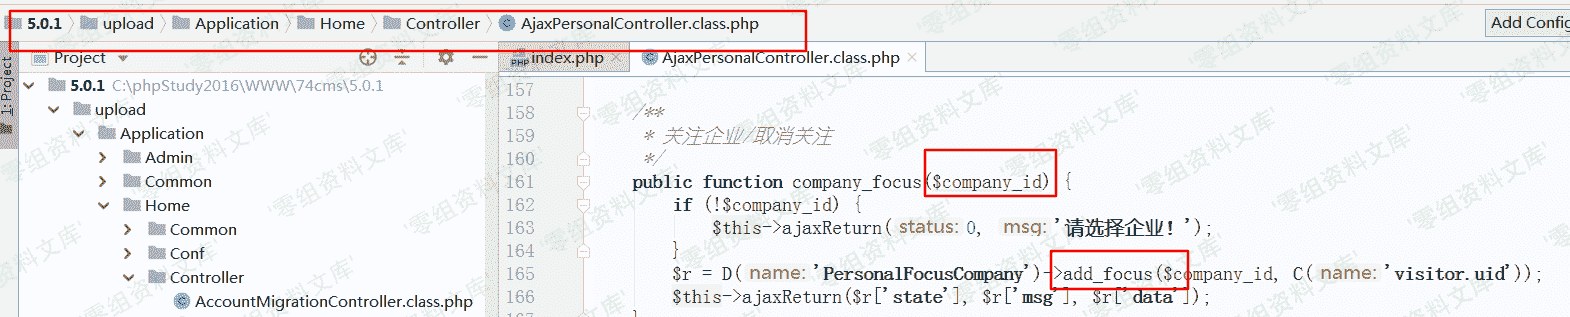 5.0.1 upload Application Home Controller AjaxPersonalController.class.php
Add Config
1: Project
Project
index.php
AjaxPersonalController.class.php
5.0.1 C:\phpStudy2016\WWW\74cms\5.0.1
upload
Application
Admin
Common
Home
Common
Conf
Controller
AccountMigrationController.class.php
157
158 /**
159 * 关注企业/取消关注
160 */
161 public function company_focus($company_id) {
162 if (!$company_id) {
163 $this->ajaxReturn( status: 0, msg: '请选择企业!');
164 }
165 $r = D( name: 'PersonalFocusCompany')->add_focus($company_id, C( name: 'visitor.uid'));
166 $this->ajaxReturn($r['state'], $r['msg'], $r['data']);
167 }
'零组资料文库'